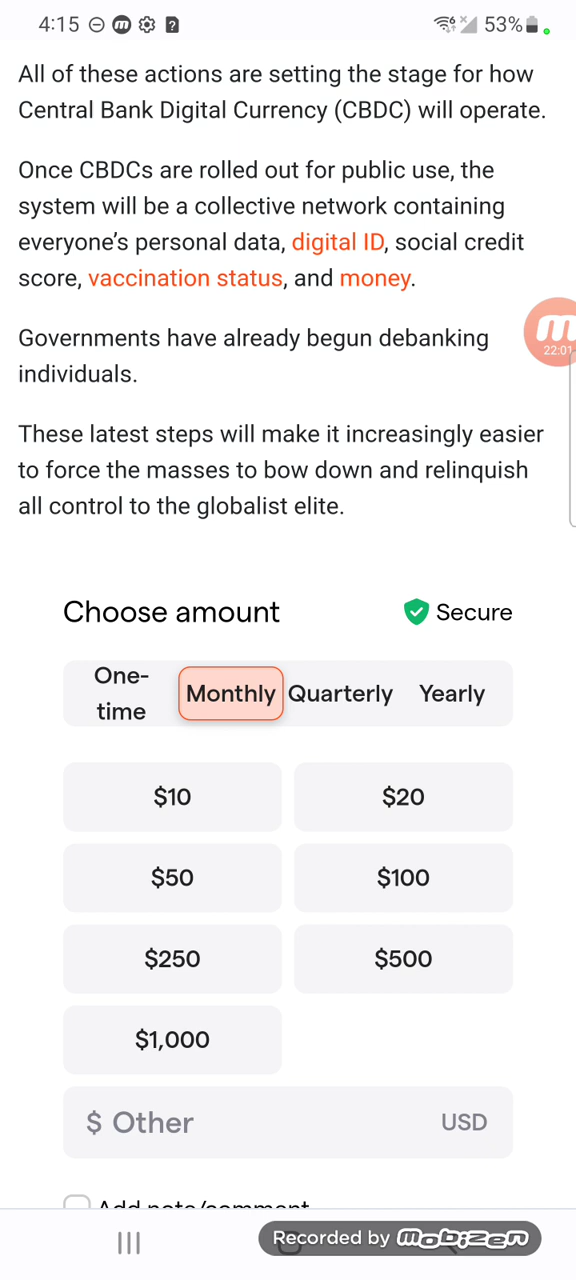 4:15 53%
All of these actions are setting the stage for how
Central Bank Digital Currency (CBDC) will operate.
Once CBDCs are rolled out for public use, the
system will be a collective network containing
everyone’s personal data, digital ID, social credit
score, vaccination status, and money.
Governments have already begun debanking
individuals.
22:01
These latest steps will make it increasingly easier
to force the masses to bow down and relinquish
all control to the globalist elite.
Choose amount Secure
One-
time Monthly Quarterly Yearly
$10 $20
$50 $100
$250 $500
$1,000
$ Other USD
Add note/comment
Recorded by mobizen